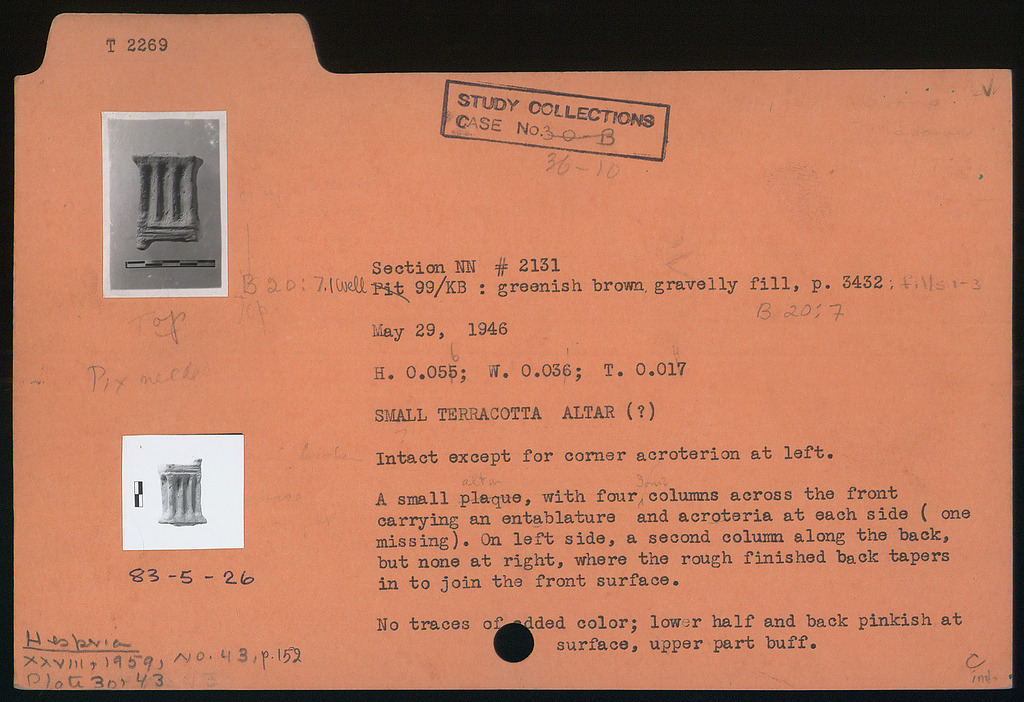 T 2269
STUDY COLLECTIONS
CASE No. 30-B
36-10
Section NN # 2131
B 20:7.1 (well Pit 99/KB : greenish brown gravelly fill, p. 3432; fills 1-3
B 20:7
Top
May 29, 1946
Pix
H. 0.055; W. 0.036; T. 0.017
SMALL TERRACOTTA ALTAR (?)
Intact except for corner acroterion at left.
altar
A small plaque, with four columns across the front
carrying an entablature and acroteria at each side ( one
missing). On left side, a second column along the back,
but none at right, where the rough finished back tapers
in to join the front surface.
83-5-26
No traces of added color; lower half and back pinkish at
surface, upper part buff.
Hesperia
XXVIII, 1959, No. 43, p.152
Plate 30: 43
C
ind.